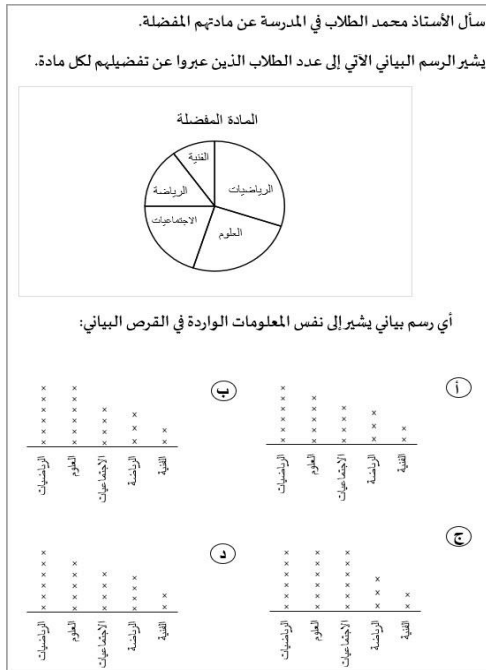 سأل الأستاذ محمد الطلاب في المدرسة عن مادتهم المفضلة.
يشير الرسم البياني الآتي إلى عدد الطلاب الذين عبروا عن تفضيلهم لكل مادة.
المادة المفضلة
الفنية
الرياضيات
الرياضة
الاجتماعيات
العلوم
أي رسم بياني يشير إلى نفس المعلومات الواردة في القرص البياني:
أ
الرياضيات
العلوم
الاجتماعيات
الرياضة
الفنية
ب
الرياضيات
العلوم
الاجتماعيات
الرياضة
الفنية
ج
الرياضيات
العلوم
الاجتماعيات
الرياضة
الفنية
د
الرياضيات
العلوم
الاجتماعيات
الرياضة
الفنية